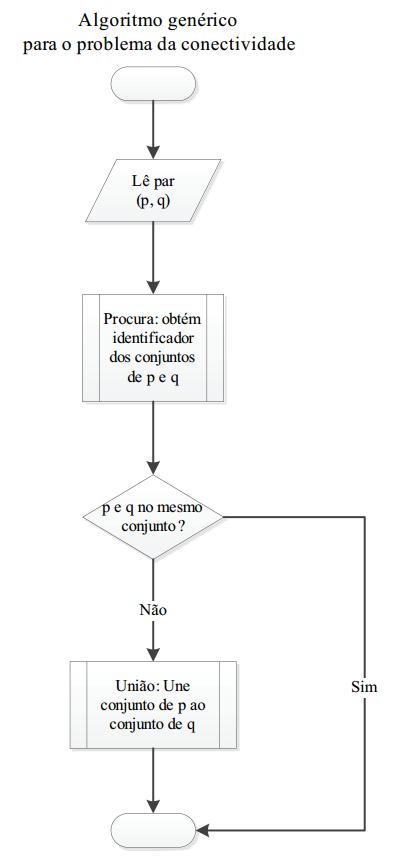 Algoritmo genérico
para o problema da conectividade
Lê par
(p, q)
Procura: obtém
identificador
dos conjuntos
de p e q
p e q no mesmo
conjunto ?
Não
Sim
União: Une
conjunto de p ao
conjunto de q